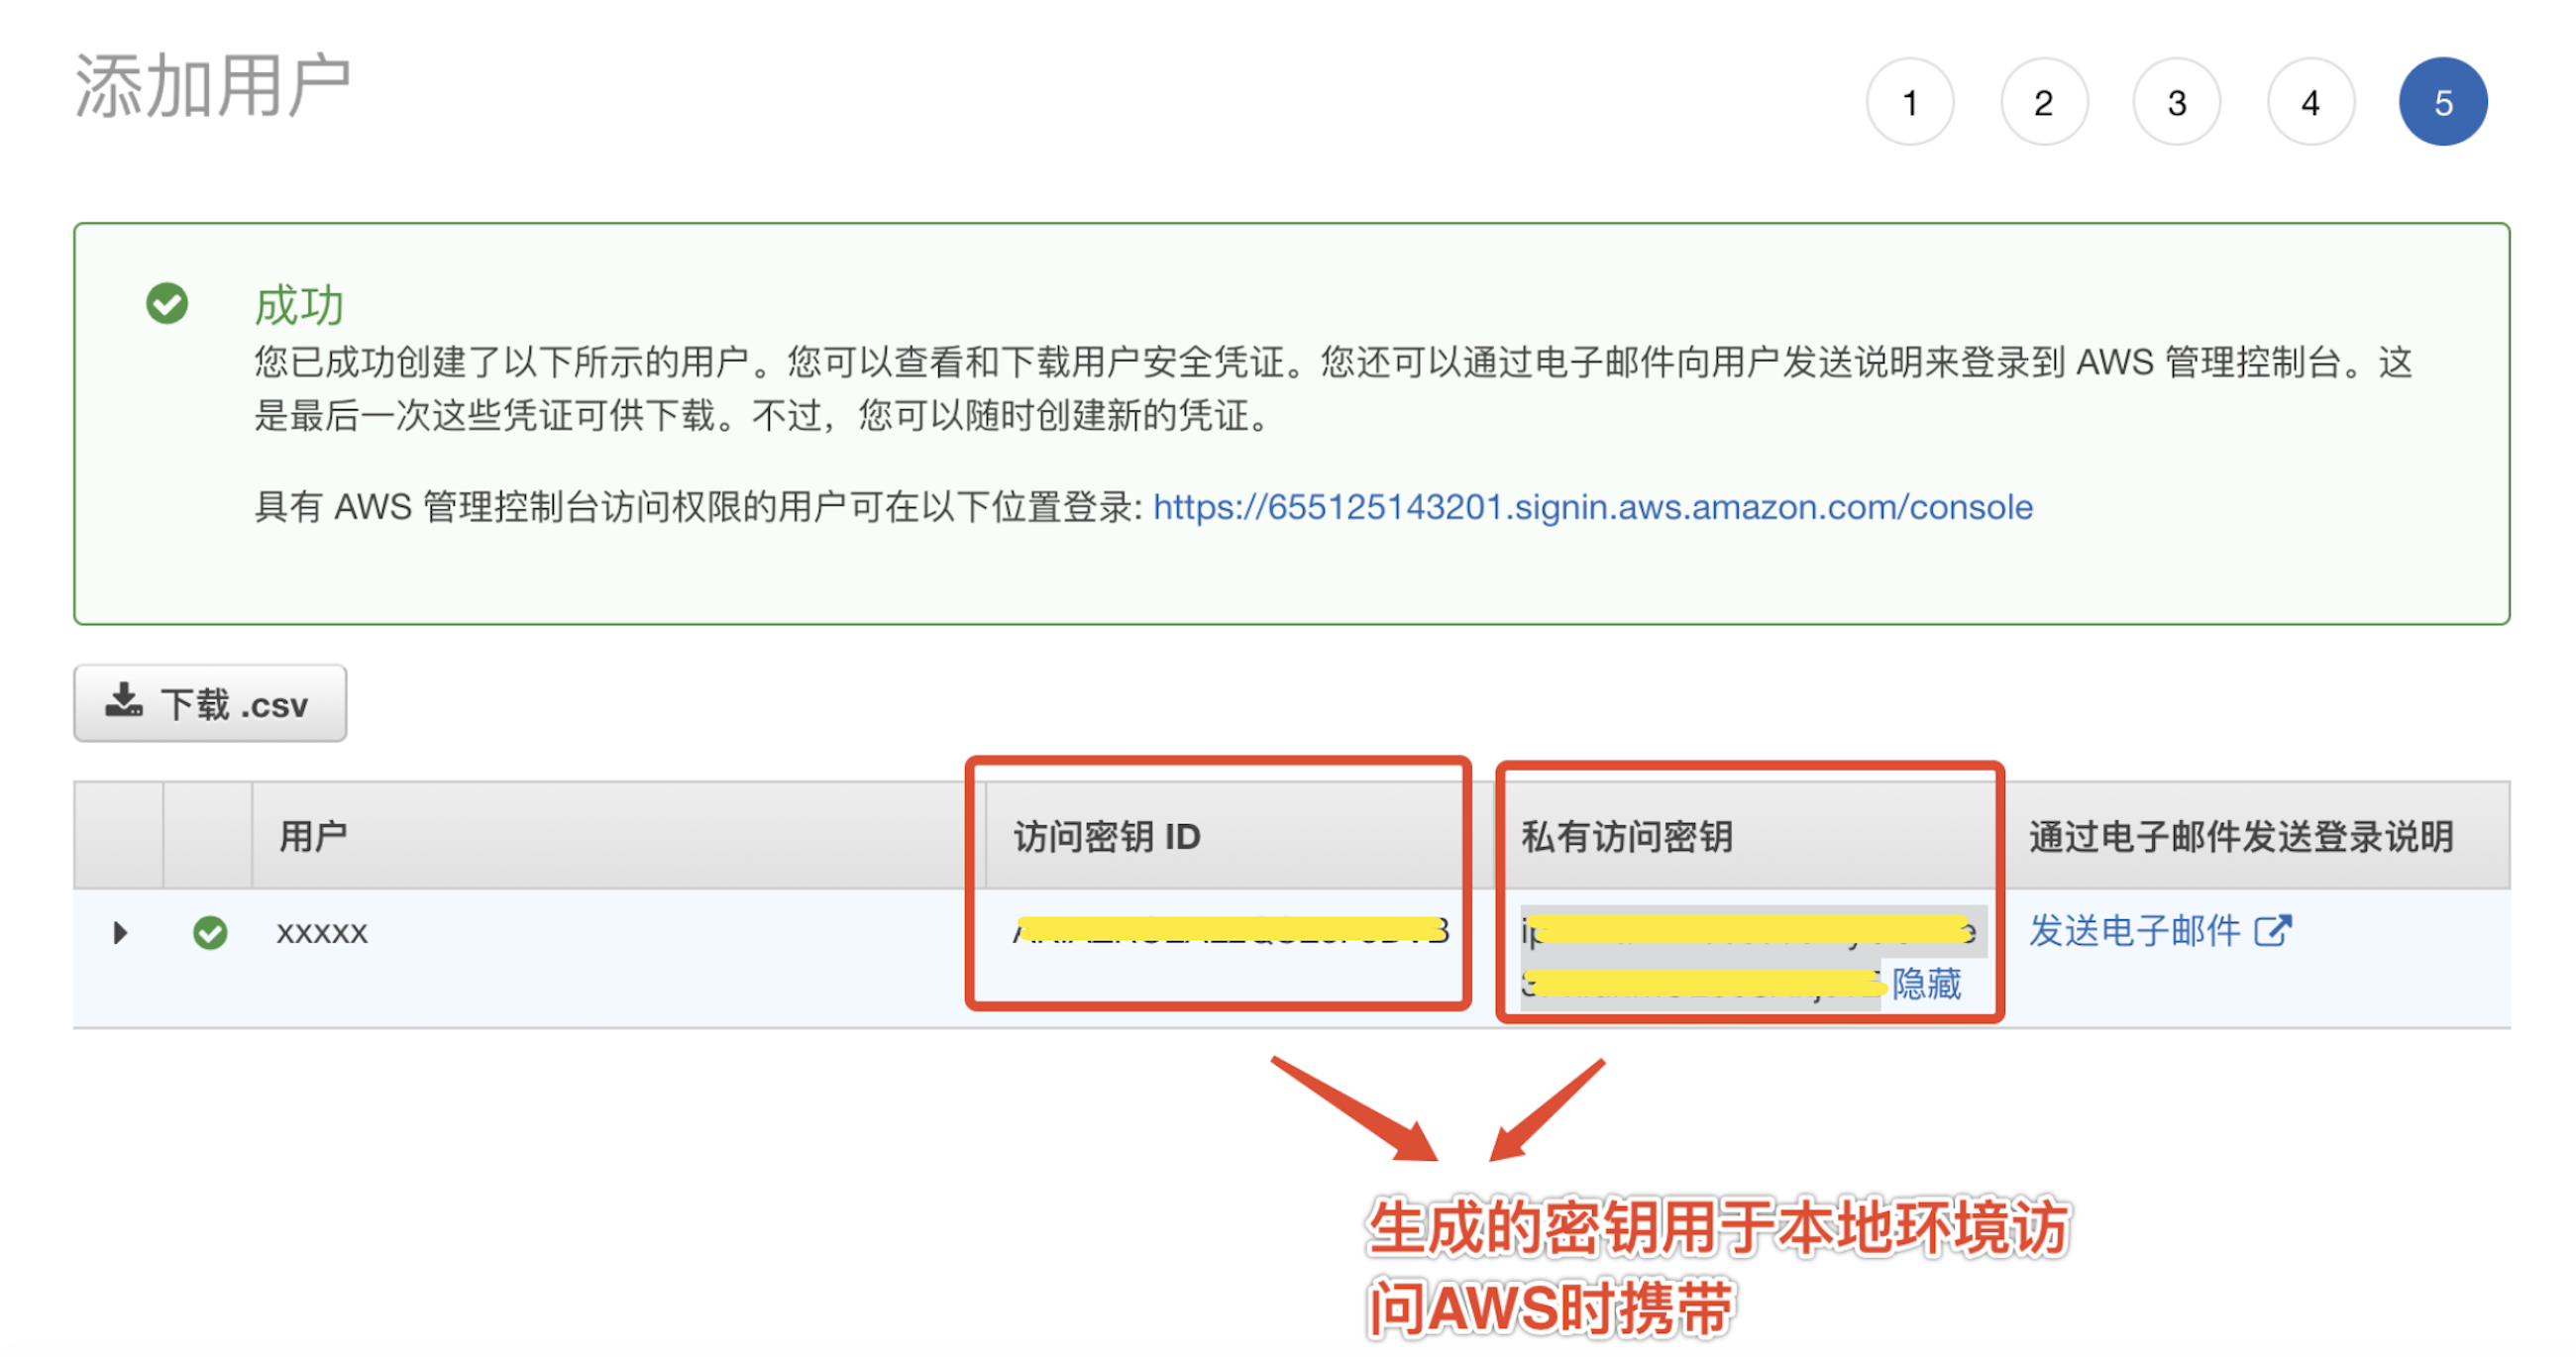 添加用户
1 2 3 4 5
成功
您已成功创建了以下所示的用户。您可以查看和下载用户安全凭证。您还可以通过电子邮件向用户发送说明来登录到 AWS 管理控制台。这
是最后一次这些凭证可供下载。不过，您可以随时创建新的凭证。
具有 AWS 管理控制台访问权限的用户可在以下位置登录: https://655125143201.signin.aws.amazon.com/console
下载 .csv
用户 访问密钥 ID 私有访问密钥 通过电子邮件发送登录说明
xxxxx 发送电子邮件
隐藏
生成的密钥用于本地环境访
问AWS时携带